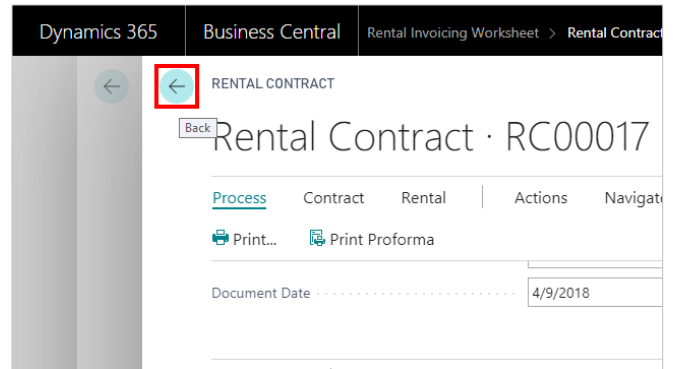 Dynamics 365 Business Central Rental Invoicing Worksheet > Rental Contract
RENTAL CONTRACT
Back
Rental Contract · RC00017
Process Contract Rental Actions Navigate
Print... Print Proforma
Document Date 4/9/2018